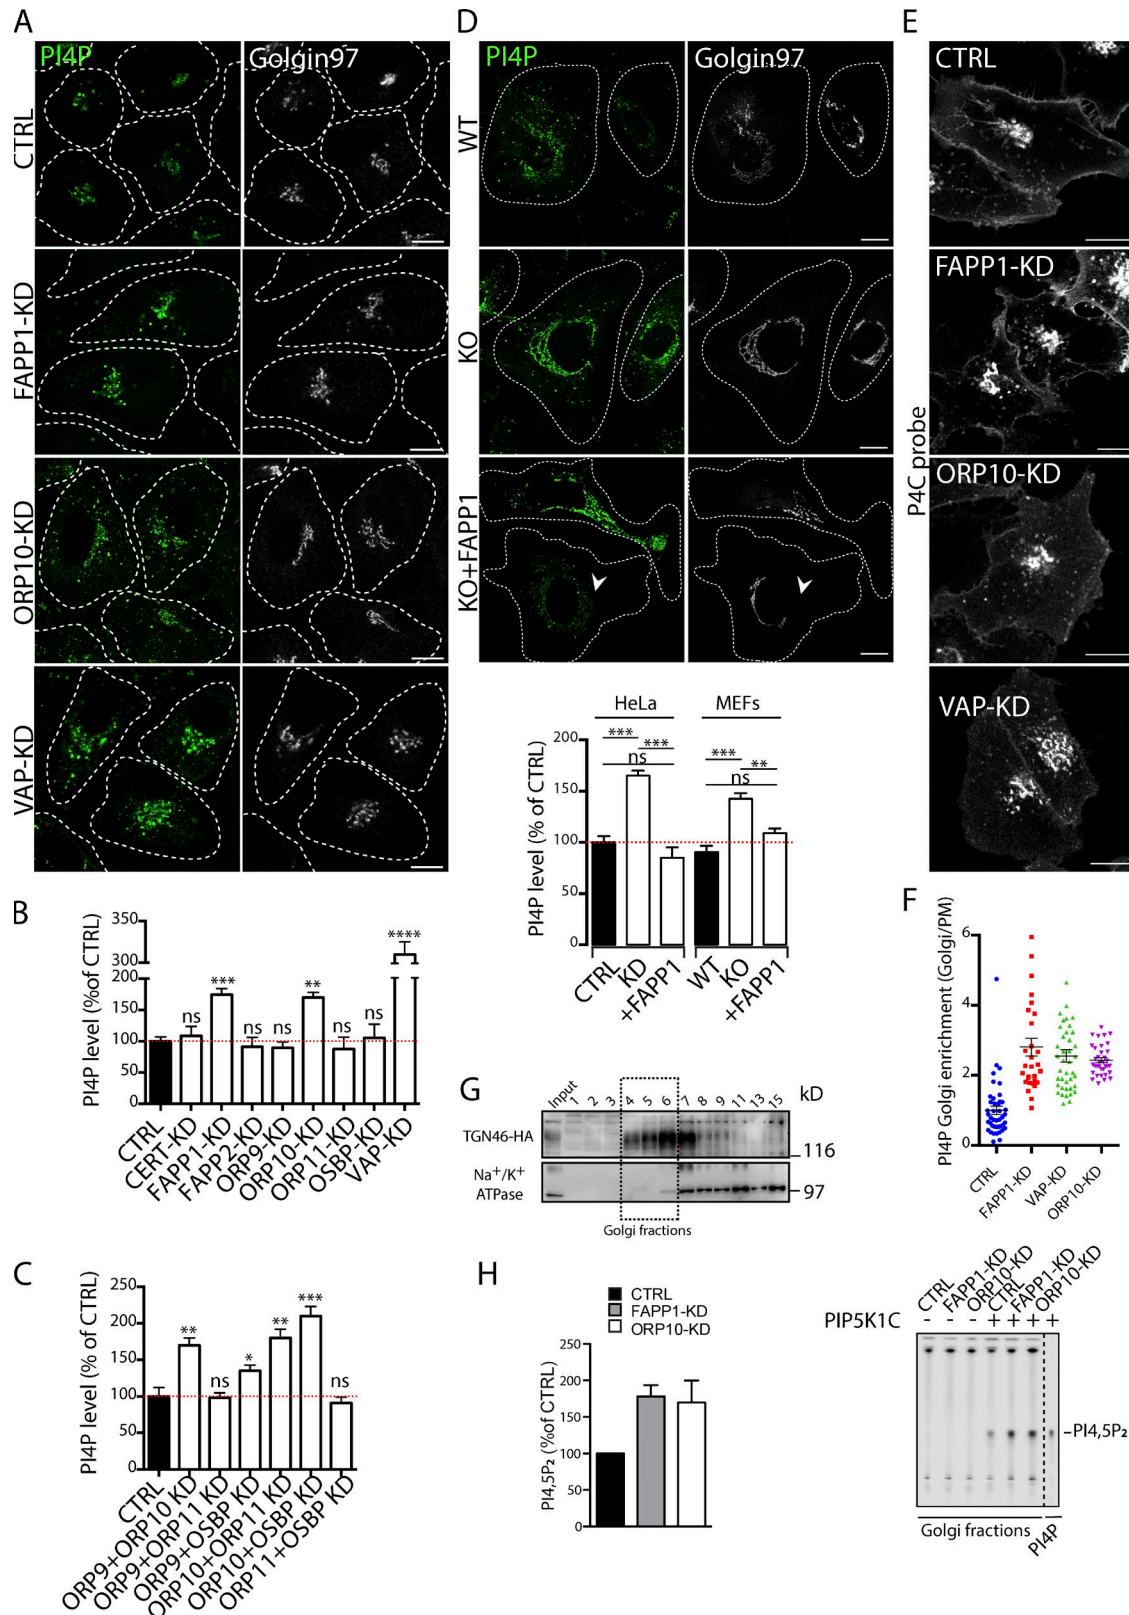 A
PI4P
Golgin97
CTRL
FAPP1-KD
ORP10-KD
VAP-KD
D
PI4P
Golgin97
WT
KO
KO+FAPP1
E
P4C probe
CTRL
FAPP1-KD
ORP10-KD
VAP-KD
HeLa
MEFs
PI4P level (% of CTRL)
200
150
100
50
0
***
***
ns
***
**
ns
CTRL
KD
+FAPP1
WT
KO
+FAPP1
B
PI4P level (%of CTRL)
350
300
200
150
100
50
0
ns
***
ns
ns
**
ns
ns
****
CTRL
CERT-KD
FAPP1-KD
FAPP2-KD
ORP9-KD
ORP10-KD
ORP11-KD
OSBP-KD
VAP-KD
F
PI4P Golgi enrichment (Golgi/PM)
6
4
2
0
CTRL
FAPP1-KD
VAP-KD
ORP10-KD
G
Input
1
2
3
4
5
6
7
8
9
11
13
15
kD
TGN46-HA
116
Na+/K+
ATPase
97
Golgi fractions
C
PI4P level (% of CTRL)
250
200
150
100
50
0
**
ns
*
**
***
ns
CTRL
ORP9+ORP10 KD
ORP9+ORP11 KD
ORP9+OSBP KD
ORP10+ORP11 KD
ORP10+OSBP KD
ORP11+OSBP KD
H
CTRL
FAPP1-KD
ORP10-KD
PI4,5P2 (%of CTRL)
250
200
150
100
50
0
CTRL
FAPP1-KD
ORP10-KD
CTRL
FAPP1-KD
ORP10-KD
PIP5K1C
- - - + + + +
-PI4,5P2
Golgi fractions
PI4P